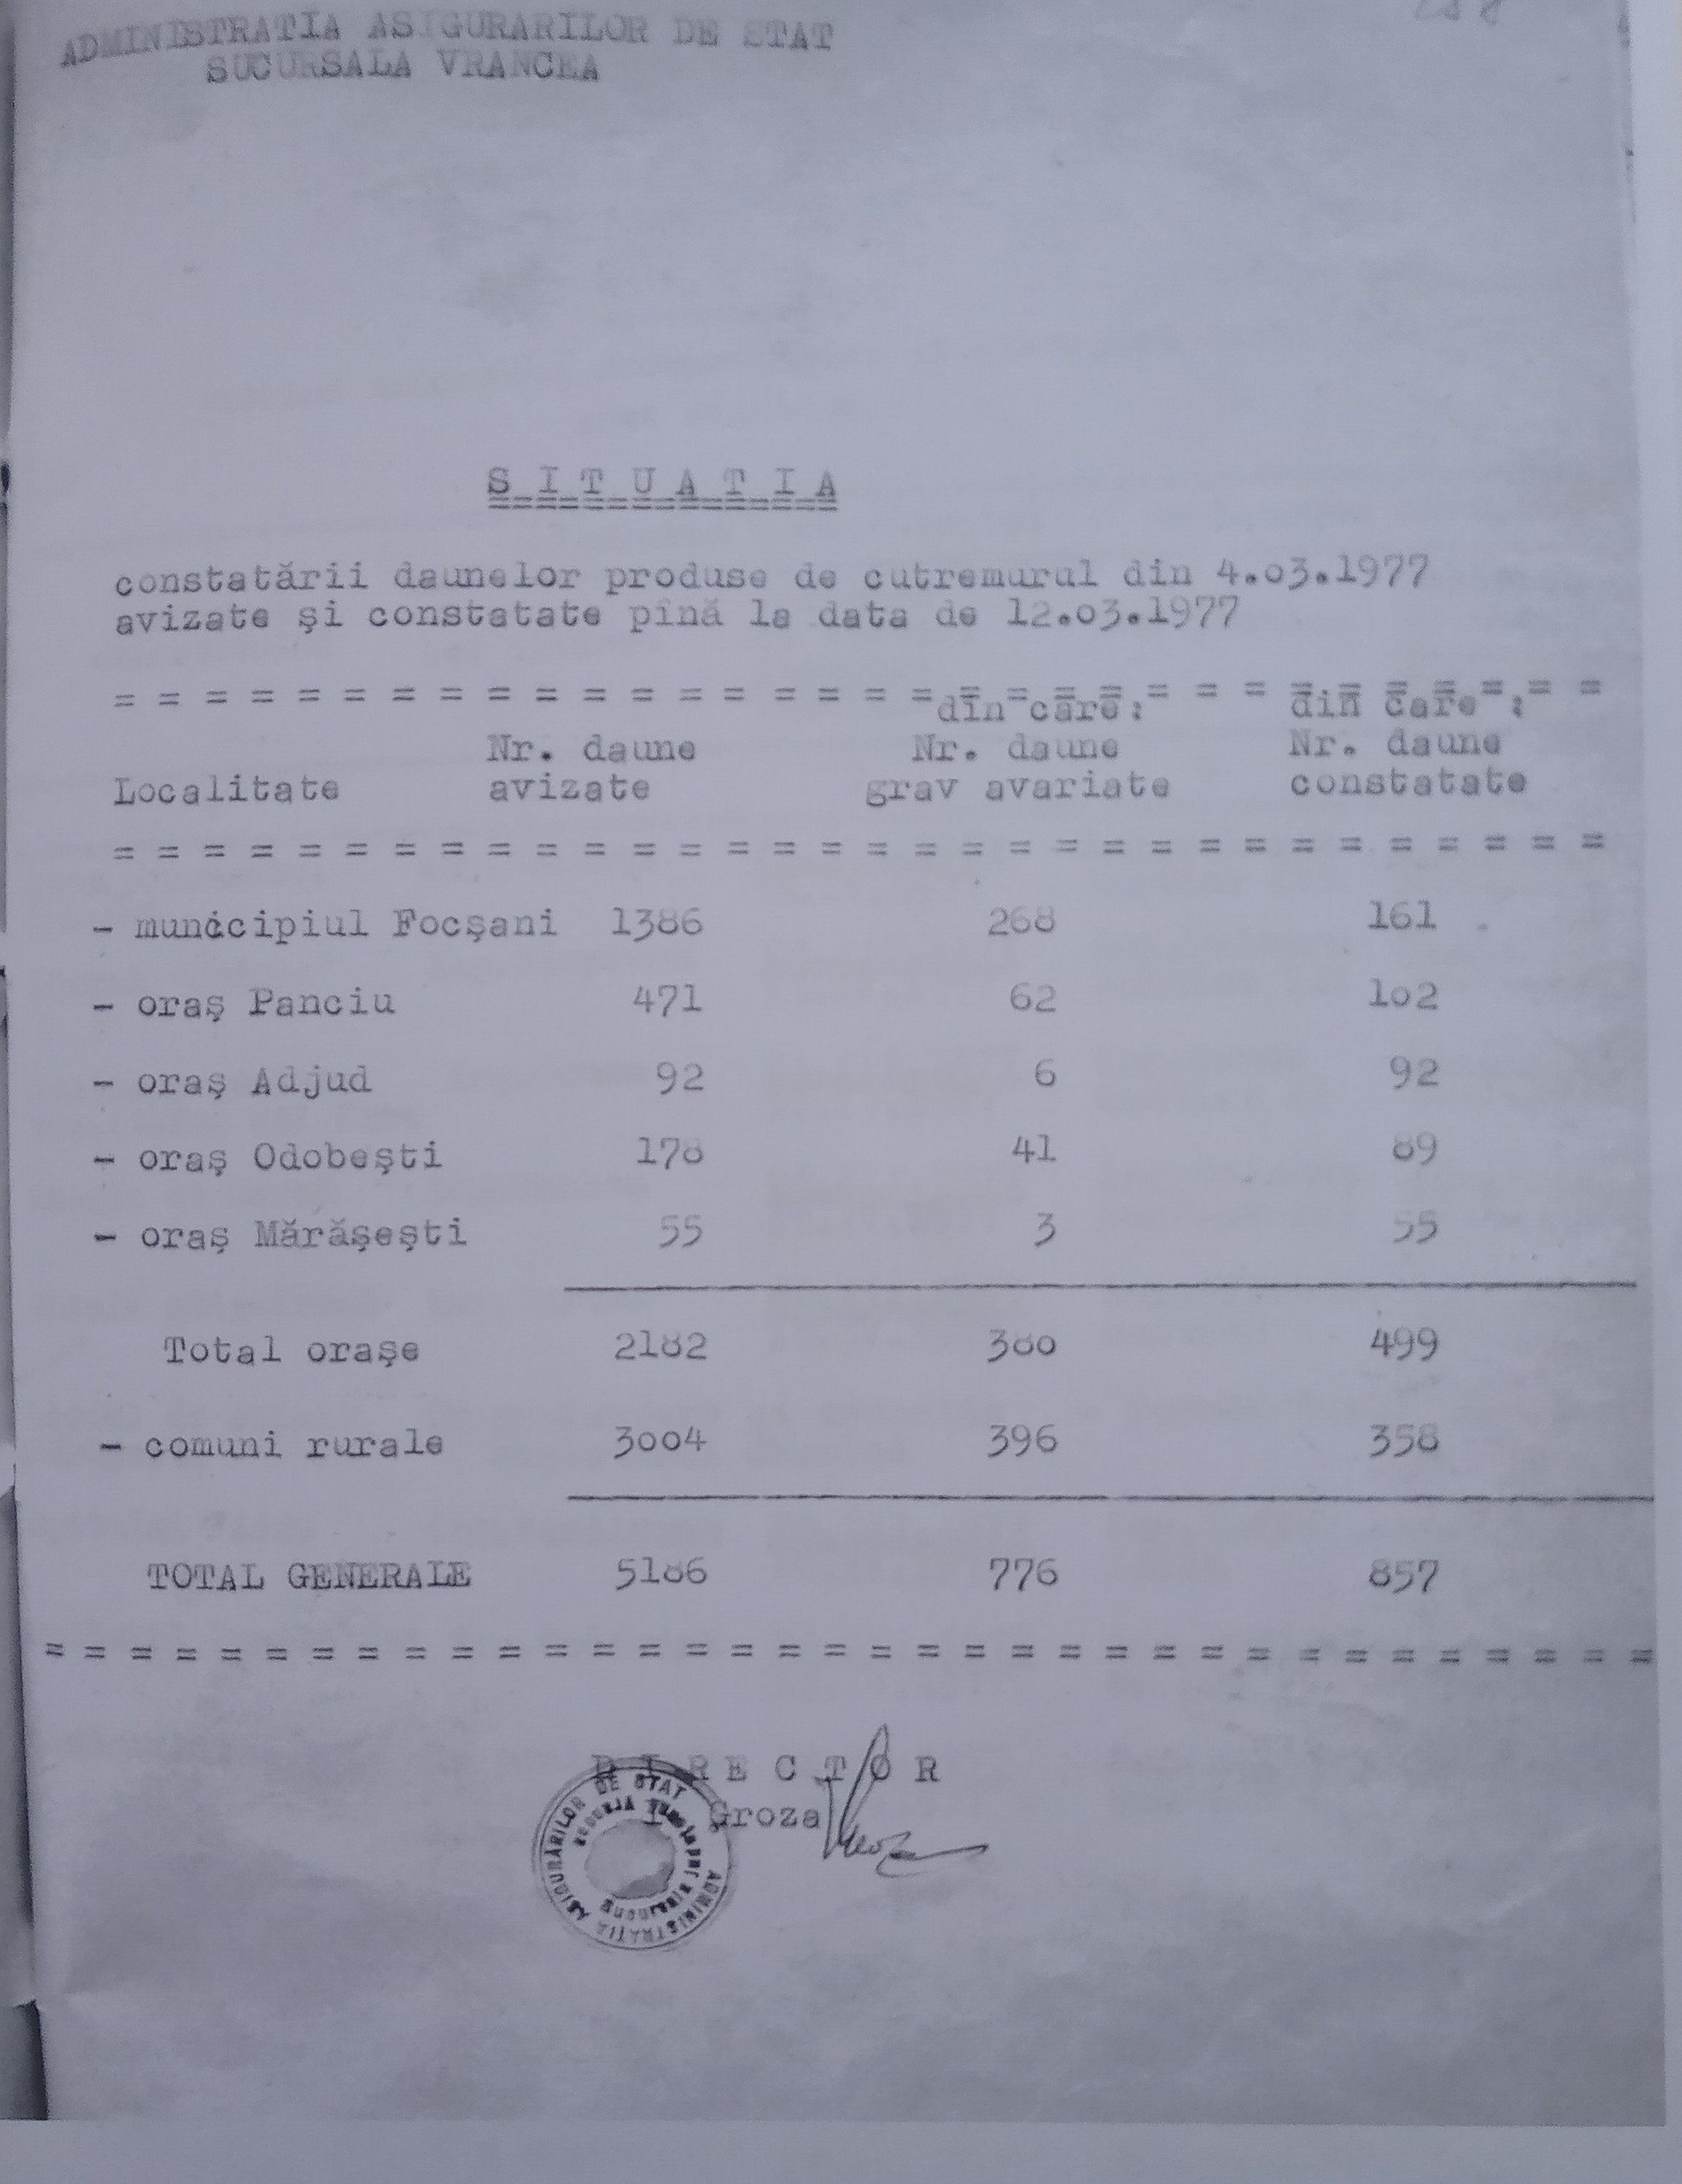 ADMINISTRATIA ASIGURARILOR DE STAT
SUCURSALA VRANCEA
S I T U A T I A
constatării daunelor produse de cutremurul din 4.03.1977
avizate şi constatate pînă la data de 12.03.1977
din care: din care:
Nr. daune Nr. daune Nr. daune
Localitate avizate grav avariate constatate
- municipiul Focşani 1386 268 161
- oraş Panciu 471 62 102
- oraş Adjud 92 6 92
- oraş Odobeşti 178 41 89
- oraş Mărăşeşti 55 3 55
Total oraşe 2182 380 499
- comuni rurale 3004 396 358
TOTAL GENERALE 5186 776 857
D I R E C T O R
Groza
ADMINISTRAŢIA ASIGURĂRILOR DE STAT